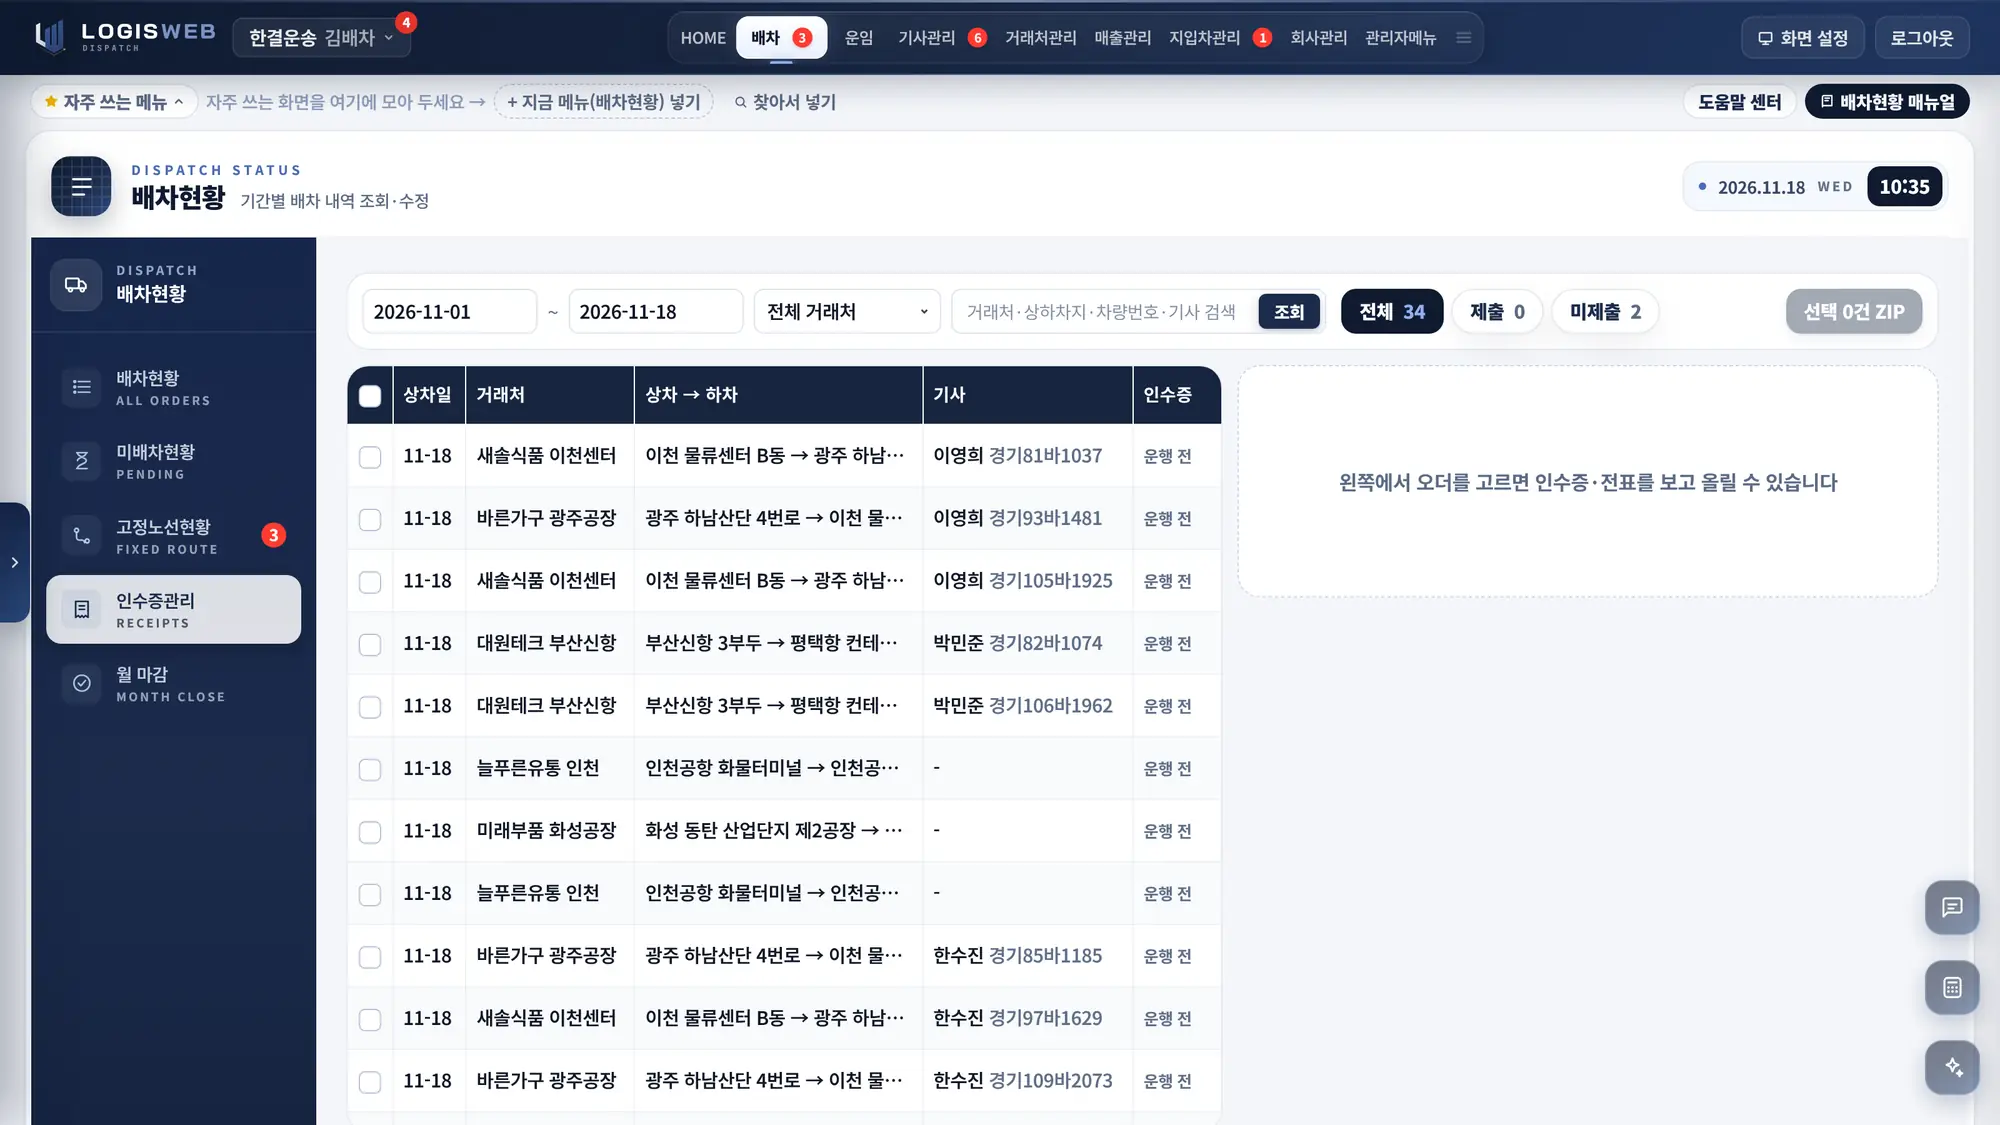 LOGISWEB
DISPATCH
한결운송 김배차 4
HOME 배차 3 운임 기사관리 6 거래처관리 매출관리 지입차관리 1 회사관리 관리자메뉴
화면 설정 로그아웃
자주 쓰는 메뉴 자주 쓰는 화면을 여기에 모아 두세요 → + 지금 메뉴(배차현황) 넣기 찾아서 넣기
도움말 센터 배차현황 매뉴얼
DISPATCH STATUS
배차현황 기간별 배차 내역 조회·수정
2026.11.18 WED 10:35
DISPATCH
배차현황
배차현황
ALL ORDERS
미배차현황
PENDING
고정노선현황
FIXED ROUTE
3
인수증관리
RECEIPTS
월 마감
MONTH CLOSE
2026-11-01 ~ 2026-11-18 전체 거래처 거래처·상하차지·차량번호·기사 검색 조회 전체 34 제출 0 미제출 2 선택 0건 ZIP
상차일 거래처 상차 → 하차 기사 인수증
11-18 새솔식품 이천센터 이천 물류센터 B동 → 광주 하남… 이영희 경기81바1037 운행 전
11-18 바른가구 광주공장 광주 하남산단 4번로 → 이천 물… 이영희 경기93바1481 운행 전
11-18 새솔식품 이천센터 이천 물류센터 B동 → 광주 하남… 이영희 경기105바1925 운행 전
11-18 대원테크 부산신항 부산신항 3부두 → 평택항 컨테… 박민준 경기82바1074 운행 전
11-18 대원테크 부산신항 부산신항 3부두 → 평택항 컨테… 박민준 경기106바1962 운행 전
11-18 늘푸른유통 인천 인천공항 화물터미널 → 인천공… - 운행 전
11-18 미래부품 화성공장 화성 동탄 산업단지 제2공장 → … - 운행 전
11-18 늘푸른유통 인천 인천공항 화물터미널 → 인천공… - 운행 전
11-18 바른가구 광주공장 광주 하남산단 4번로 → 이천 물… 한수진 경기85바1185 운행 전
11-18 새솔식품 이천센터 이천 물류센터 B동 → 광주 하남… 한수진 경기97바1629 운행 전
11-18 바른가구 광주공장 광주 하남산단 4번로 → 이천 물… 한수진 경기109바2073 운행 전
왼쪽에서 오더를 고르면 인수증·전표를 보고 올릴 수 있습니다